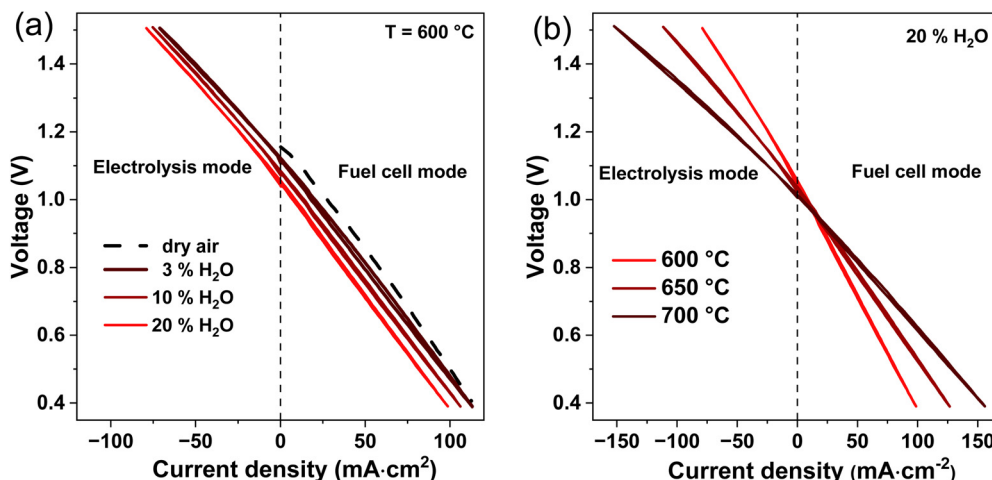 (a)
T = 600 °C
Voltage (V)
1.4
1.2
1.0
0.8
0.6
0.4
Electrolysis mode
Fuel cell mode
dry air
3 % H₂O
10 % H₂O
20 % H₂O
−100
−50
0
50
100
Current density (mA·cm²)
(b)
20 % H₂O
Voltage (V)
1.4
1.2
1.0
0.8
0.6
0.4
Electrolysis mode
Fuel cell mode
600 °C
650 °C
700 °C
−150
−100
−50
0
50
100
150
Current density (mA·cm⁻²)